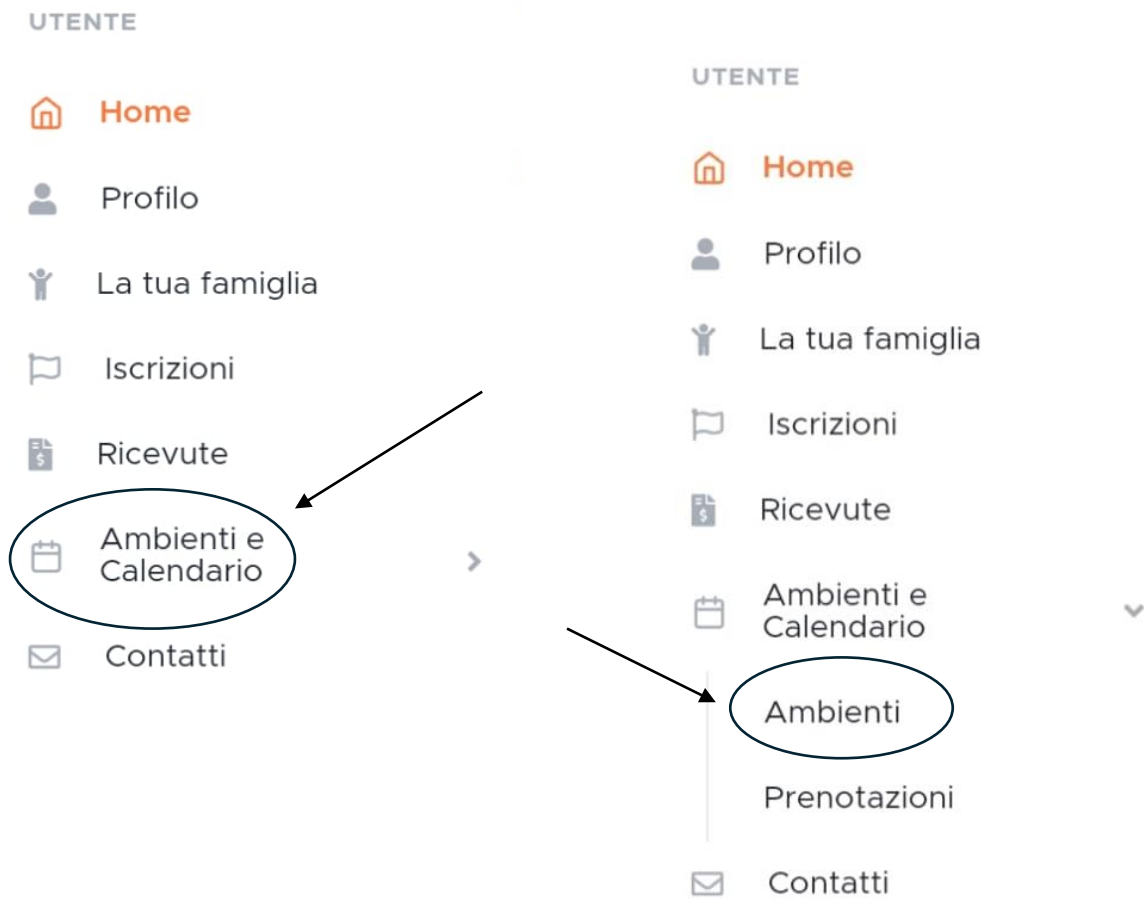 UTENTE
Home
Profilo
La tua famiglia
Iscrizioni
Ricevute
Ambienti e
Calendario
Contatti
UTENTE
Home
Profilo
La tua famiglia
Iscrizioni
Ricevute
Ambienti e
Calendario
Ambienti
Prenotazioni
Contatti